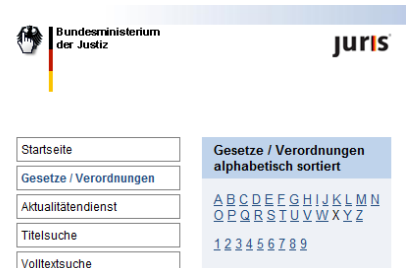 Bundesministerium
der Justiz
juris
Startseite
Gesetze / Verordnungen
Aktualitätendienst
Titelsuche
Volltextsuche
Gesetze / Verordnungen
alphabetisch sortiert
A B C D E F G H I J K L M N
O P Q R S T U V W X Y Z
1 2 3 4 5 6 7 8 9